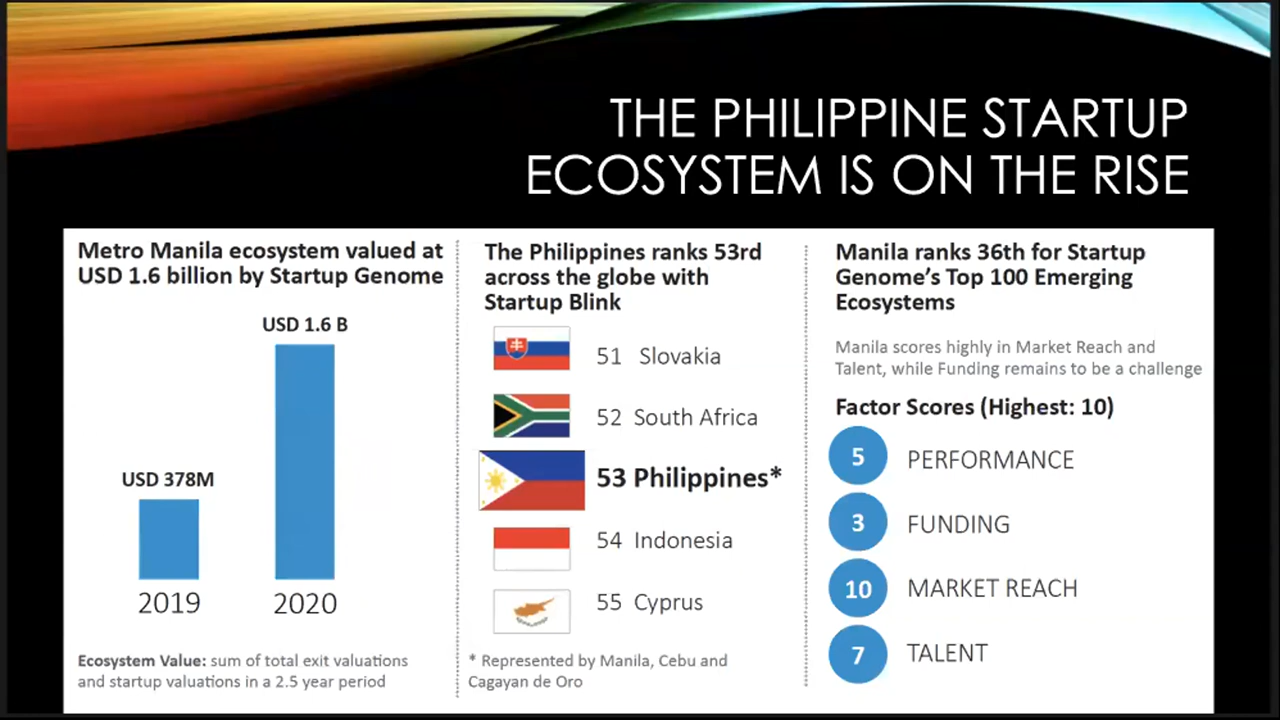 THE PHILIPPINE STARTUP
ECOSYSTEM IS ON THE RISE
Metro Manila ecosystem valued at
USD 1.6 billion by Startup Genome
USD 1.6 B
USD 378M
2019
2020
Ecosystem Value: sum of total exit valuations
and startup valuations in a 2.5 year period
The Philippines ranks 53rd
across the globe with
Startup Blink
51 Slovakia
52 South Africa
53 Philippines*
54 Indonesia
55 Cyprus
* Represented by Manila, Cebu and
Cagayan de Oro
Manila ranks 36th for Startup
Genome’s Top 100 Emerging
Ecosystems
Manila scores highly in Market Reach and
Talent, while Funding remains to be a challenge
Factor Scores (Highest: 10)
5 PERFORMANCE
3 FUNDING
10 MARKET REACH
7 TALENT